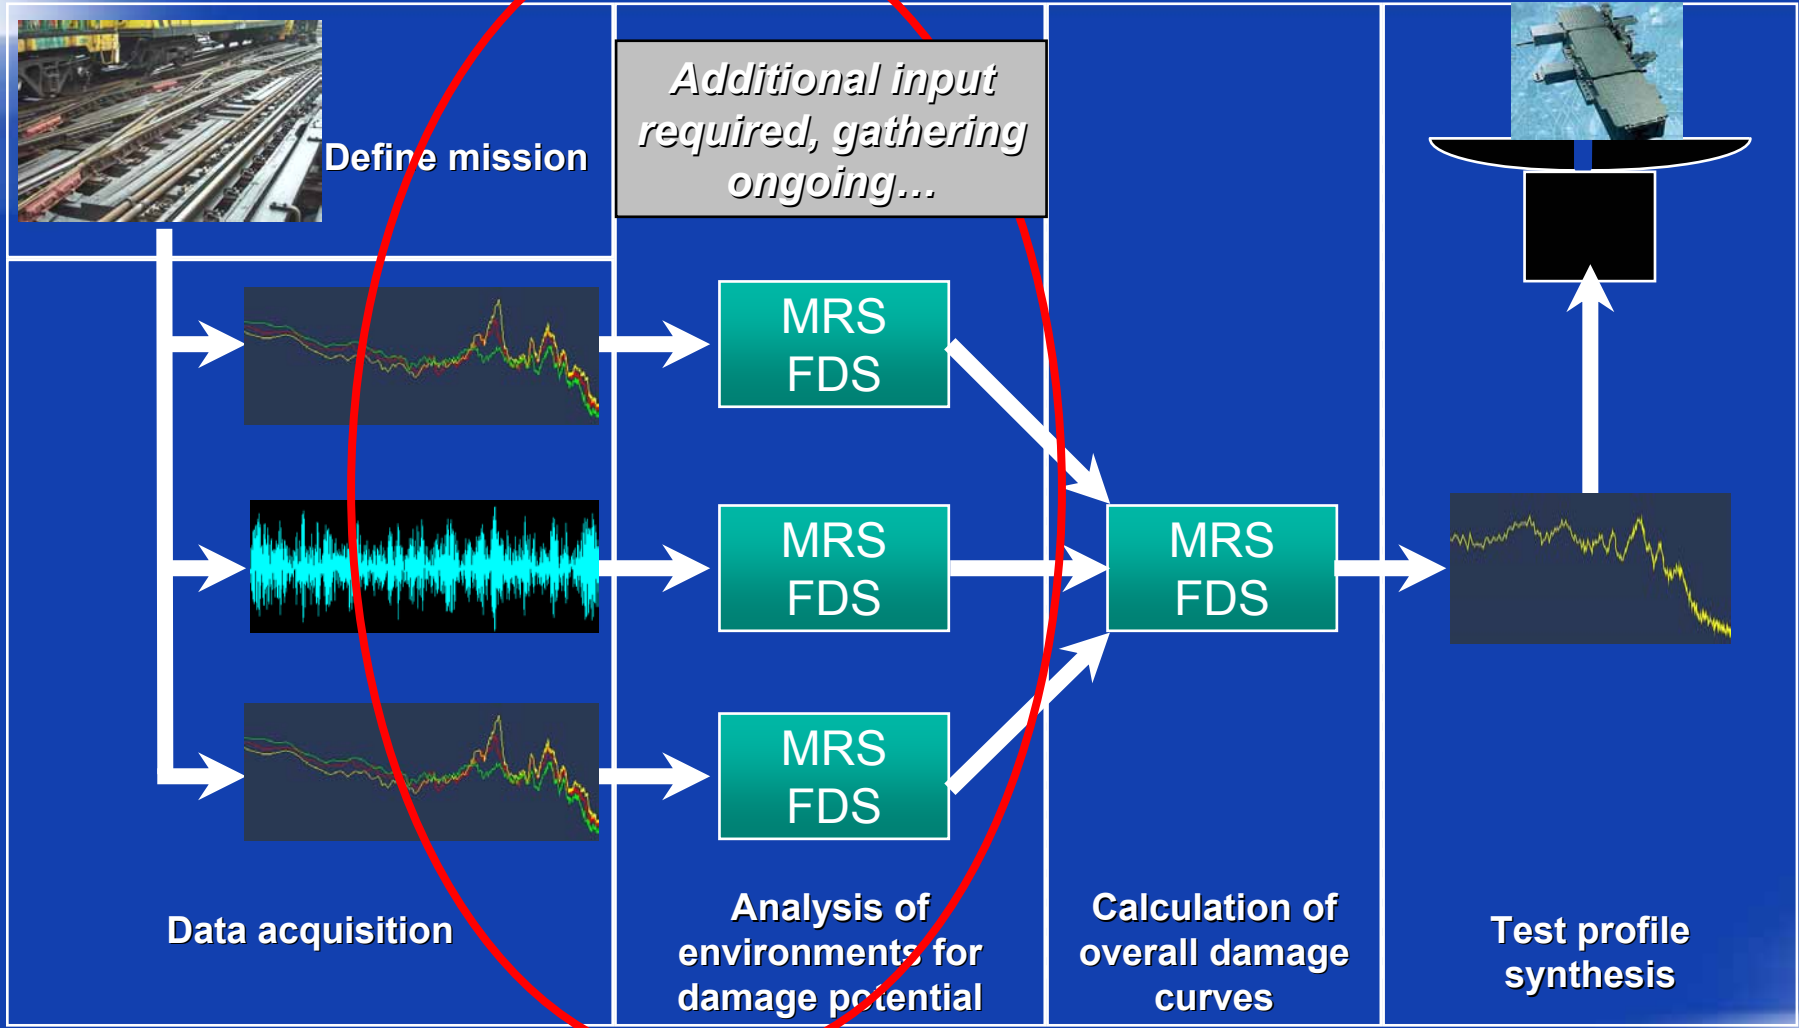 Define mission
Additional input
required, gathering
ongoing…
MRS
FDS
MRS
FDS
MRS
FDS
MRS
FDS
Data acquisition
Analysis of
environments for
damage potential
Calculation of
overall damage
curves
Test profile
synthesis